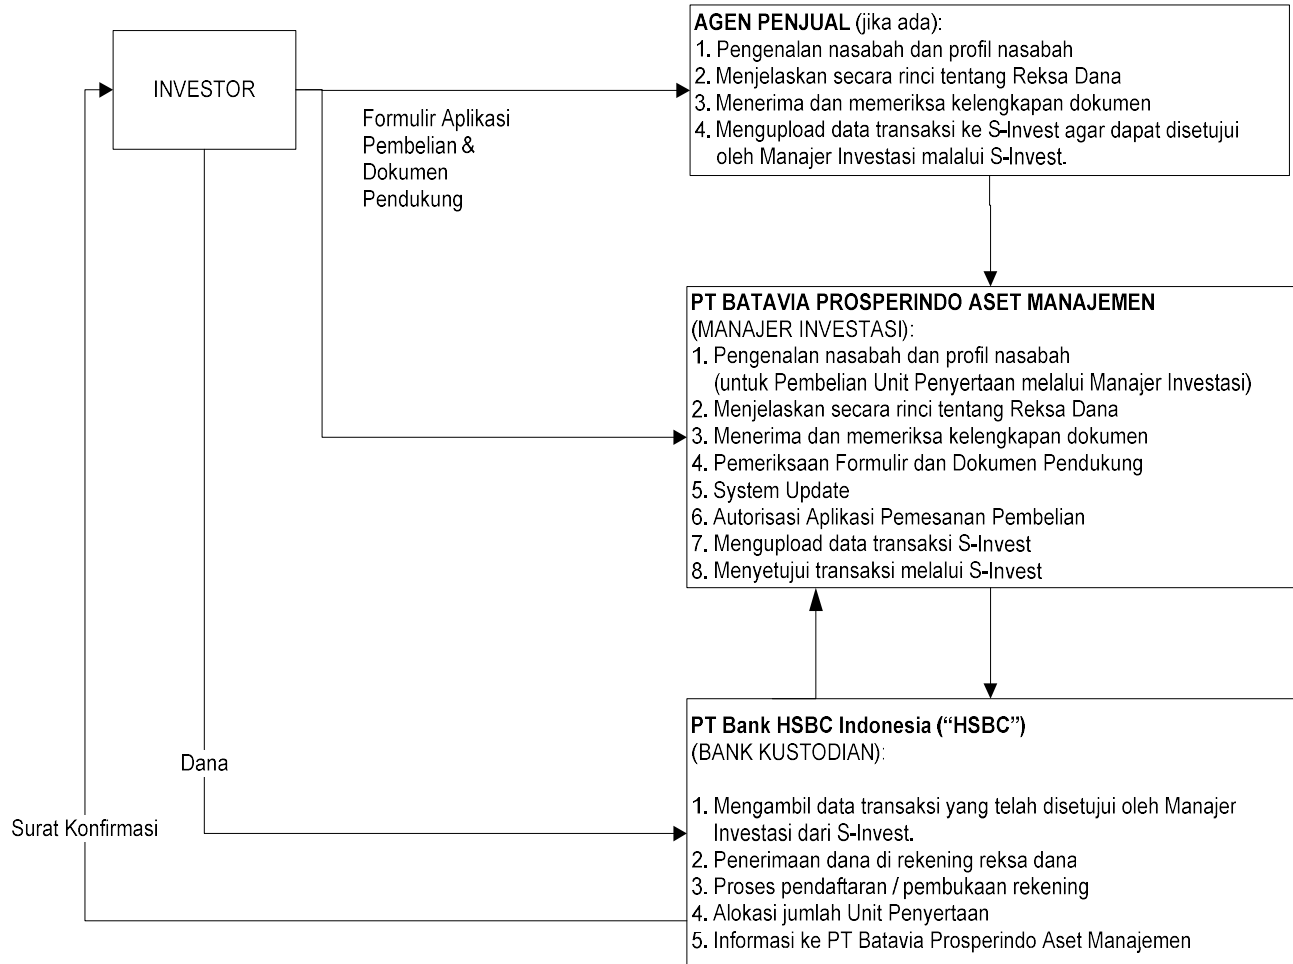 AGEN PENJUAL (jika ada):
1. Pengenalan nasabah dan profil nasabah
2. Menjelaskan secara rinci tentang Reksa Dana
3. Menerima dan memeriksa kelengkapan dokumen
4. Mengupload data transaksi ke S-Invest agar dapat disetujui
oleh Manajer Investasi malalui S-Invest.
INVESTOR
Formulir Aplikasi
Pembelian &
Dokumen
Pendukung
PT BATAVIA PROSPERINDO ASET MANAJEMEN
(MANAJER INVESTASI):
1. Pengenalan nasabah dan profil nasabah
(untuk Pembelian Unit Penyertaan melalui Manajer Investasi)
2. Menjelaskan secara rinci tentang Reksa Dana
3. Menerima dan memeriksa kelengkapan dokumen
4. Pemeriksaan Formulir dan Dokumen Pendukung
5. System Update
6. Autorisasi Aplikasi Pemesanan Pembelian
7. Mengupload data transaksi S-Invest
8. Menyetujui transaksi melalui S-Invest
Dana
Surat Konfirmasi
PT Bank HSBC Indonesia (“HSBC”)
(BANK KUSTODIAN):
1. Mengambil data transaksi yang telah disetujui oleh Manajer
Investasi dari S-Invest.
2. Penerimaan dana di rekening reksa dana
3. Proses pendaftaran / pembukaan rekening
4. Alokasi jumlah Unit Penyertaan
5. Informasi ke PT Batavia Prosperindo Aset Manajemen